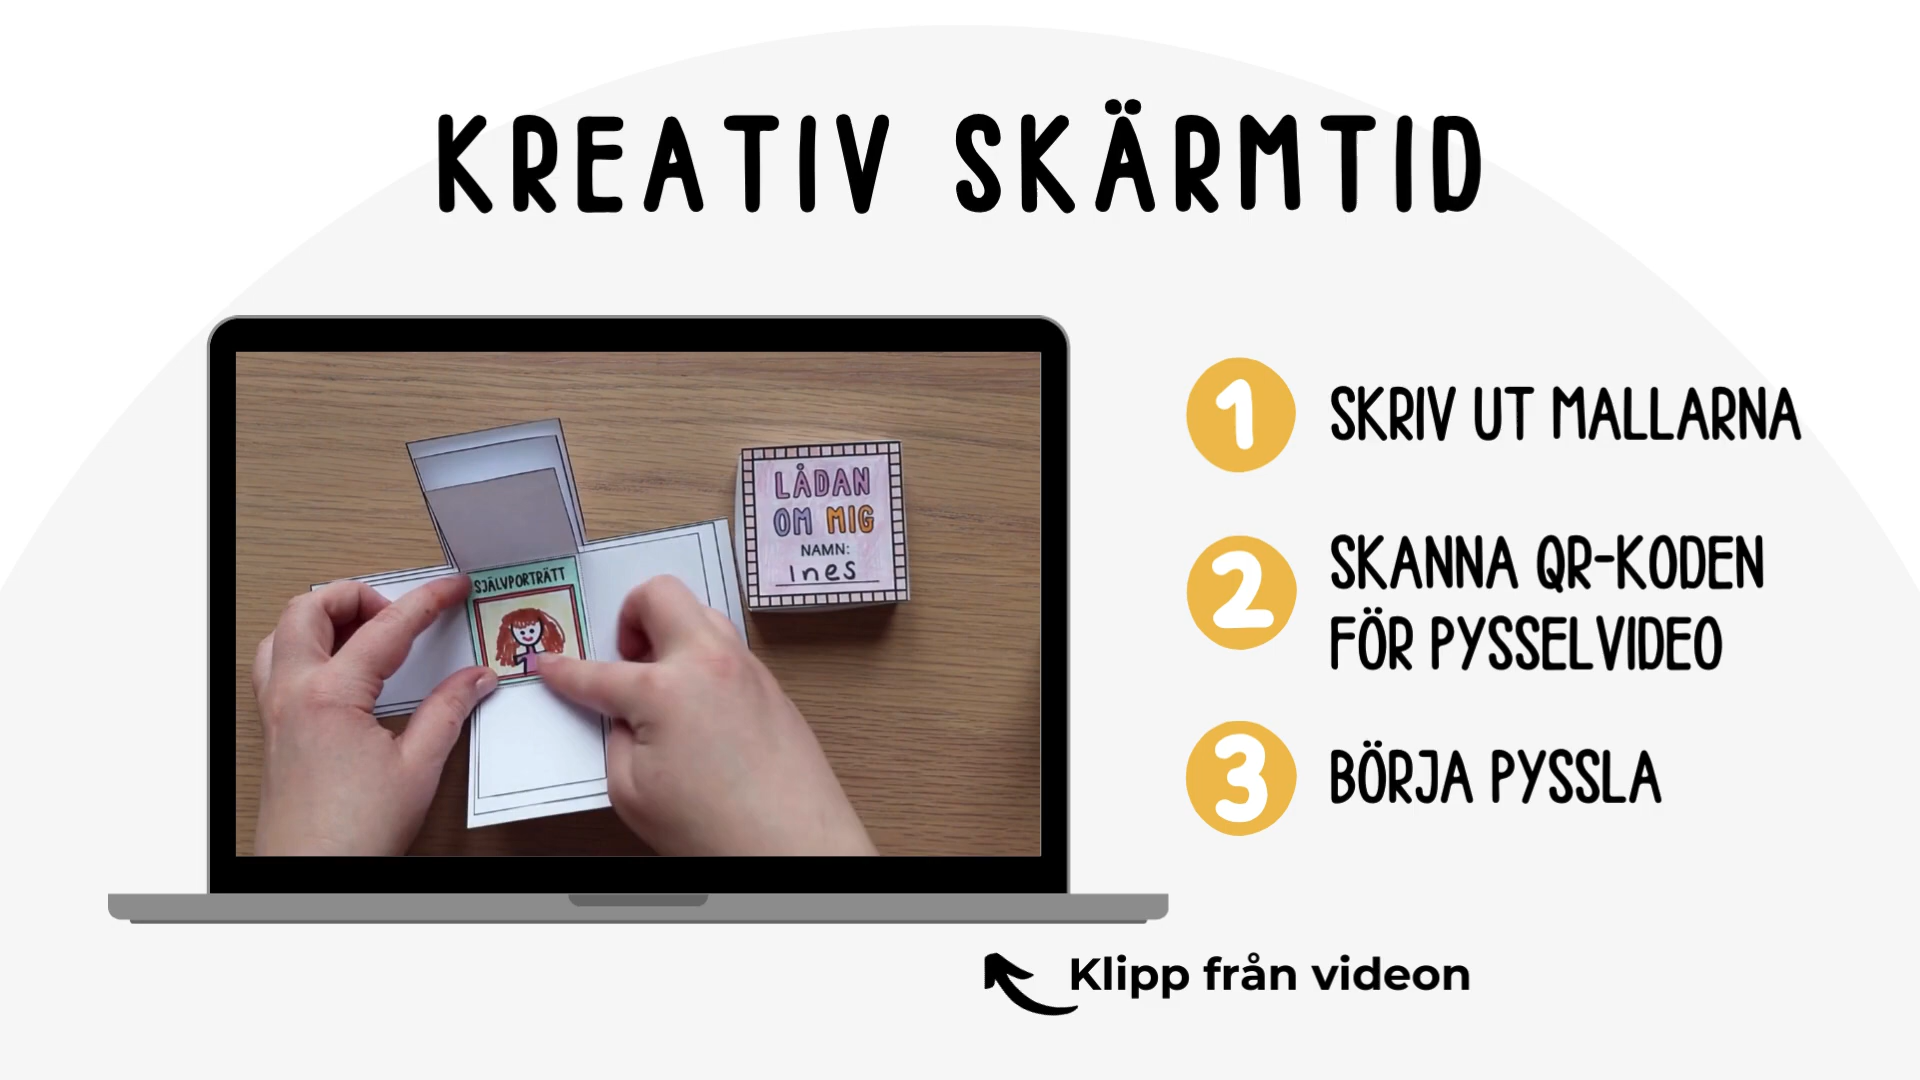 KREATIV SKÄRMTID
LÅDAN
OM MIG
NAMN:
Ines
SJÄLVPORTRÄTT
1 SKRIV UT MALLARNA
2 SKANNA QR-KODEN
FÖR PYSSELVIDEO
3 BÖRJA PYSSLA
Klipp från videon